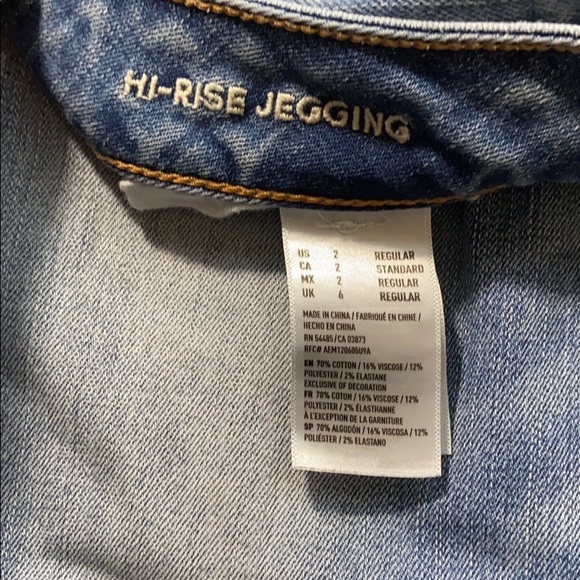 HI-RISE JEGGING
US 2 REGULAR
CA 2 STANDARD
MX 2 REGULAR
UK 6 REGULAR
MADE IN CHINA / FABRIQUÉ EN CHINE /
HECHO EN CHINA
RN 54485 / CA 03873
RFC# AEM120605U9A
EN 70% COTTON / 16% VISCOSE / 12%
POLYESTER / 2% ELASTANE
EXCLUSIVE OF DECORATION
FR 70% COTON / 16% VISCOSE / 12%
POLYESTER / 2% ÉLASTHANNE
À L'EXCEPTION DE LA GARNITURE
SP 70% ALGODÓN / 16% VISCOSA / 12%
POLIÉSTER / 2% ELASTANO